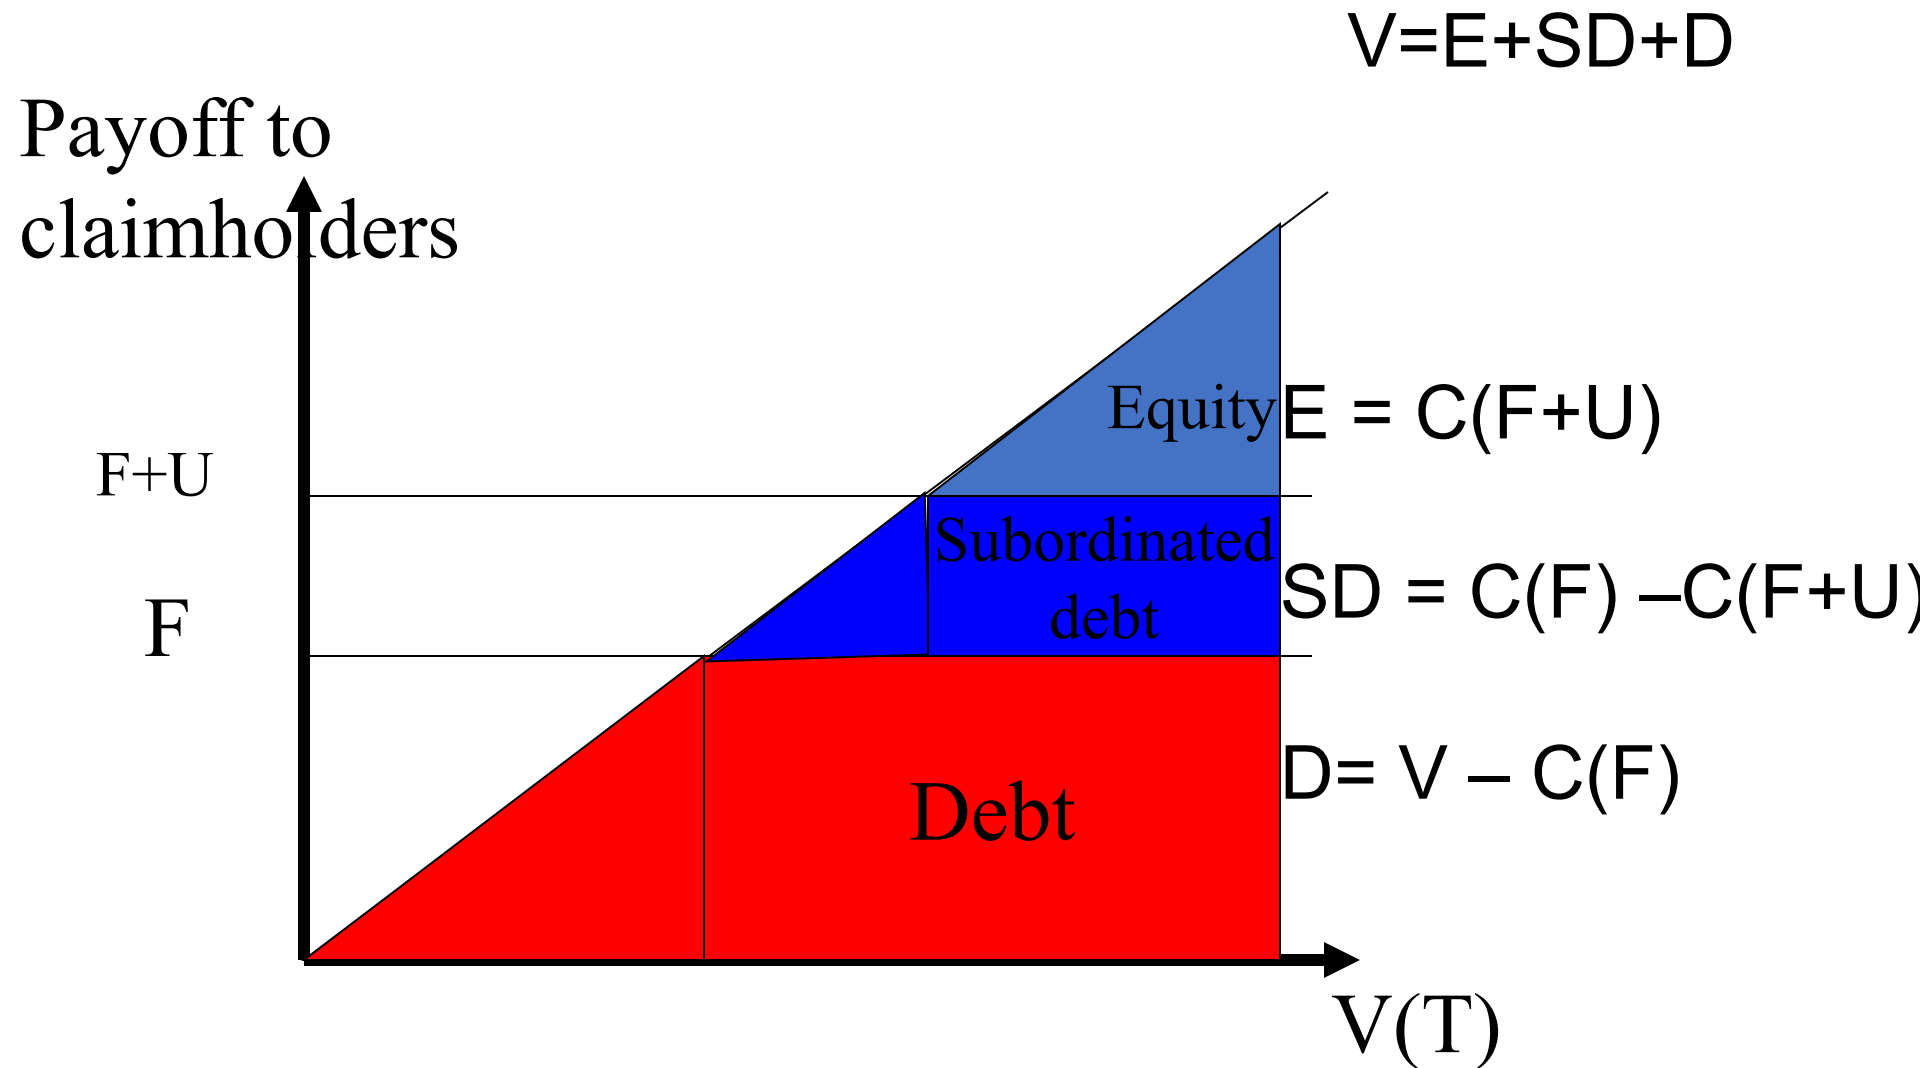 V=E+SD+D
Payoff to
claimholders
Equity
E = C(F+U)
F+U
Subordinated
debt
SD = C(F) –C(F+U)
F
D= V – C(F)
Debt
V(T)